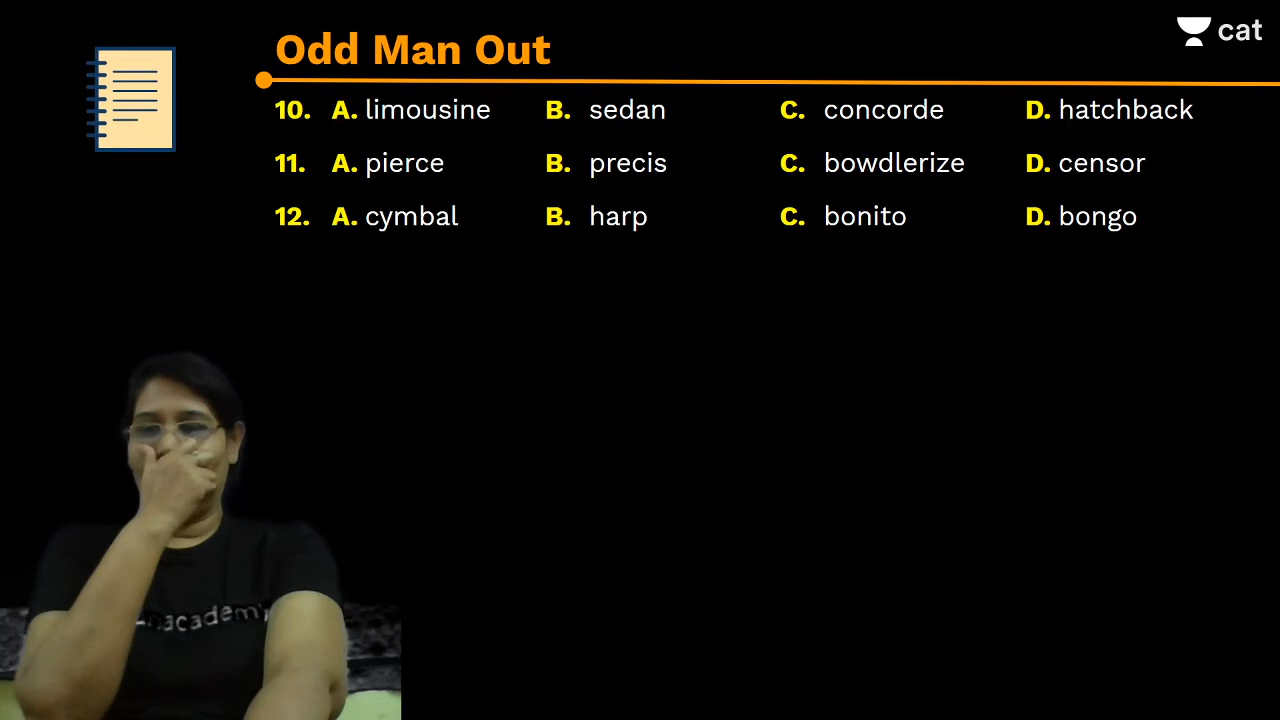 Odd Man Out
cat
10. A. limousine B. sedan C. concorde D. hatchback
11. A. pierce B. precis C. bowdlerize D. censor
12. A. cymbal B. harp C. bonito D. bongo